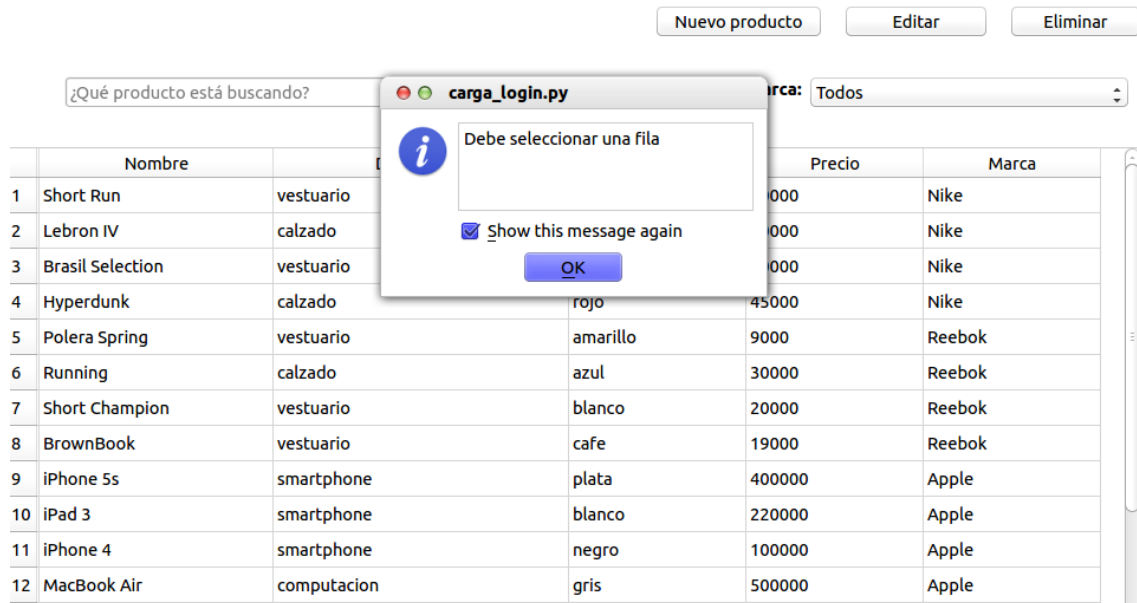 Nuevo producto Editar Eliminar
¿Qué producto está buscando? Todos
carga_login.py
Debe seleccionar una fila
Show this message again
OK
Nombre Precio Marca
1 Short Run vestuario Nike
2 Lebron IV calzado Nike
3 Brasil Selection vestuario Nike
4 Hyperdunk calzado rojo 45000 Nike
5 Polera Spring vestuario amarillo 9000 Reebok
6 Running calzado azul 30000 Reebok
7 Short Champion vestuario blanco 20000 Reebok
8 BrownBook vestuario cafe 19000 Reebok
9 iPhone 5s smartphone plata 400000 Apple
10 iPad 3 smartphone blanco 220000 Apple
11 iPhone 4 smartphone negro 100000 Apple
12 MacBook Air computacion gris 500000 Apple